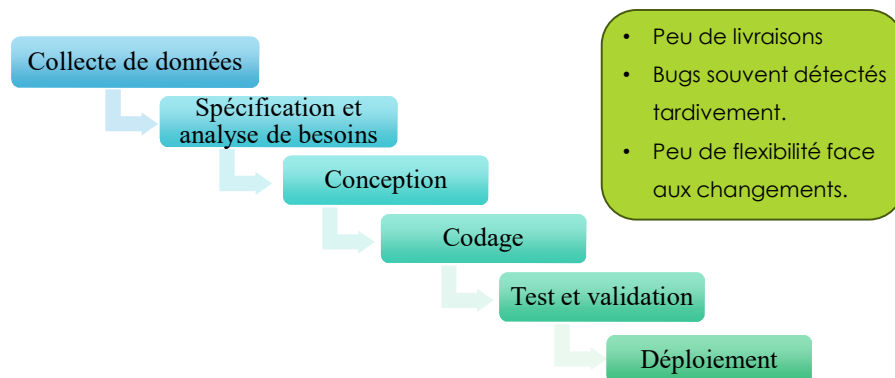 Collecte de données
Spécification et
analyse de besoins
Conception
Codage
Test et validation
Déploiement
• Peu de livraisons
• Bugs souvent détectés
tardivement.
• Peu de flexibilité face
aux changements.